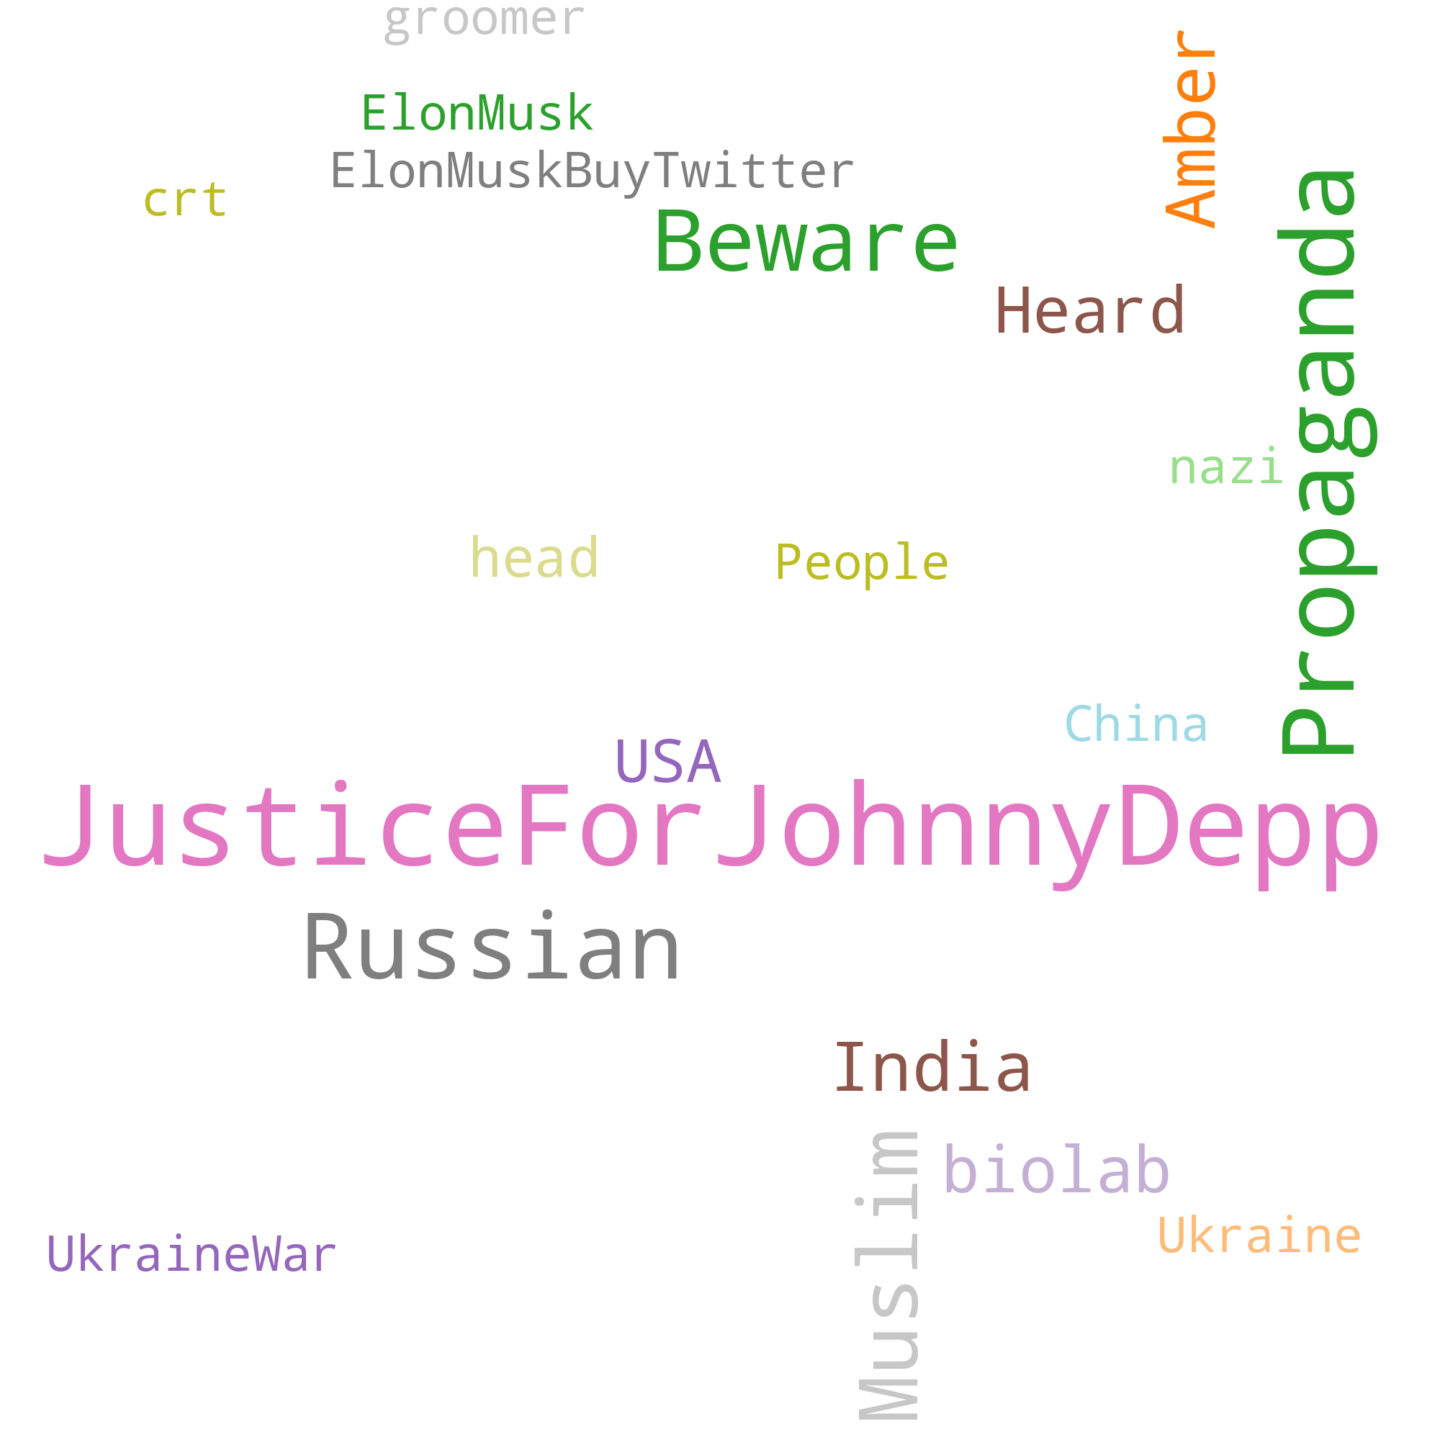 groomer
ElonMusk
Amber
ElonMuskBuyTwitter
crt
Beware
Propaganda
Heard
nazi
head
People
China
USA
JusticeForJohnnyDepp
Russian
India
Muslim
biolab
Ukraine
UkraineWar